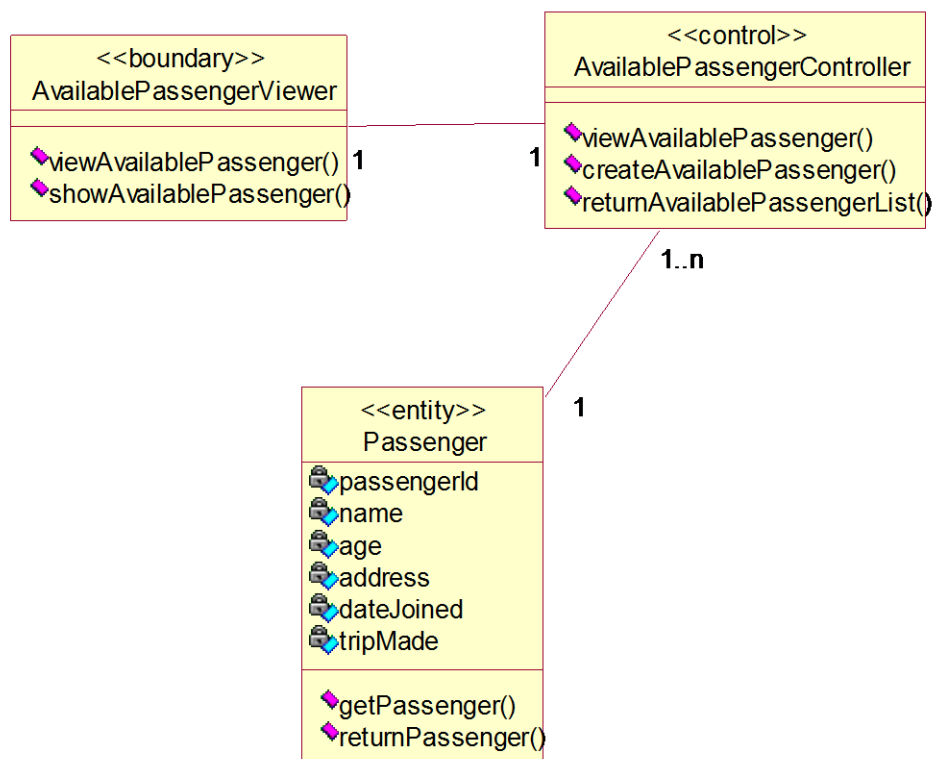 <<boundary>>
AvailablePassengerViewer
viewAvailablePassenger()
showAvailablePassenger()
1
1
<<control>>
AvailablePassengerController
viewAvailablePassenger()
createAvailablePassenger()
returnAvailablePassengerList()
1..n
1
<<entity>>
Passenger
passengerId
name
age
address
dateJoined
tripMade
getPassenger()
returnPassenger()